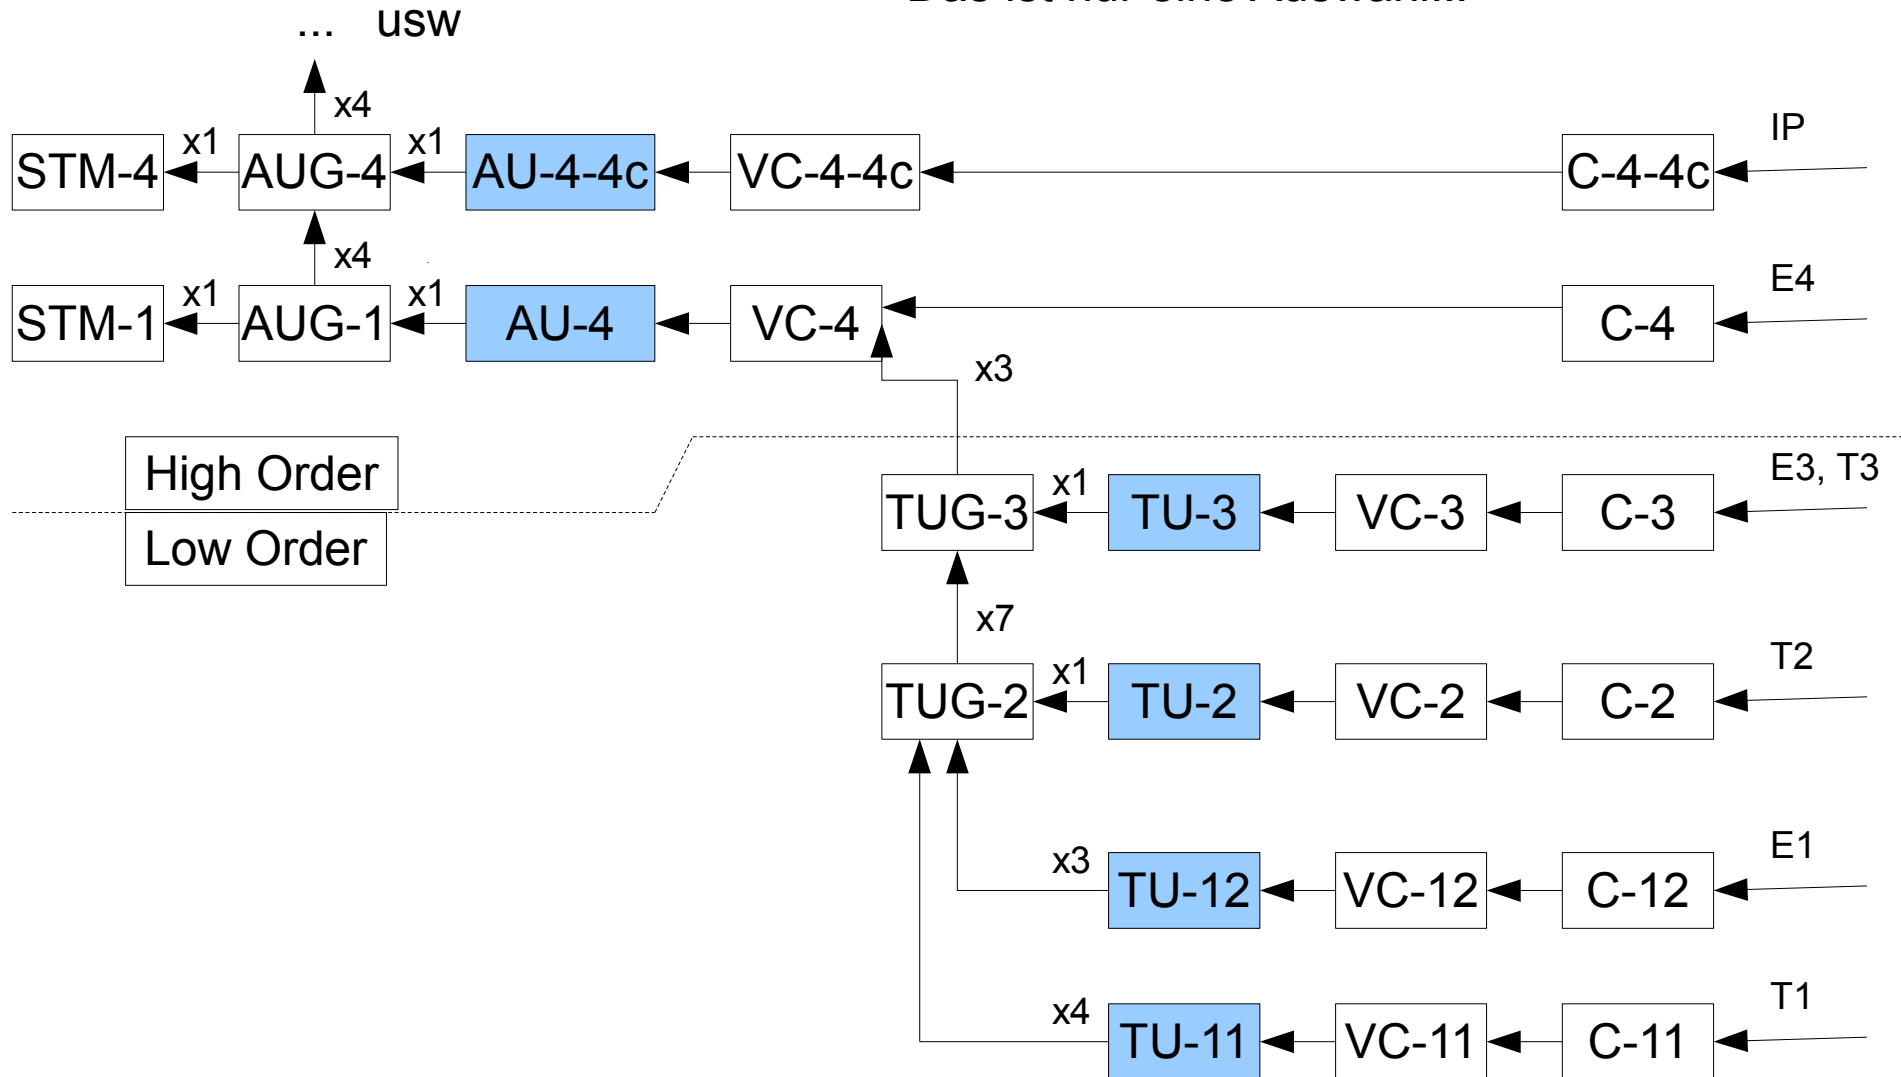 ... usw
x4
x1 x1 IP
STM-4 AUG-4 AU-4-4c VC-4-4c C-4-4c
x4
x1 x1 E4
STM-1 AUG-1 AU-4 VC-4 C-4
x3
High Order
x1 E3, T3
TUG-3 TU-3 VC-3 C-3
Low Order
x7
x1 T2
TUG-2 TU-2 VC-2 C-2
x3 E1
TU-12 VC-12 C-12
x4 T1
TU-11 VC-11 C-11